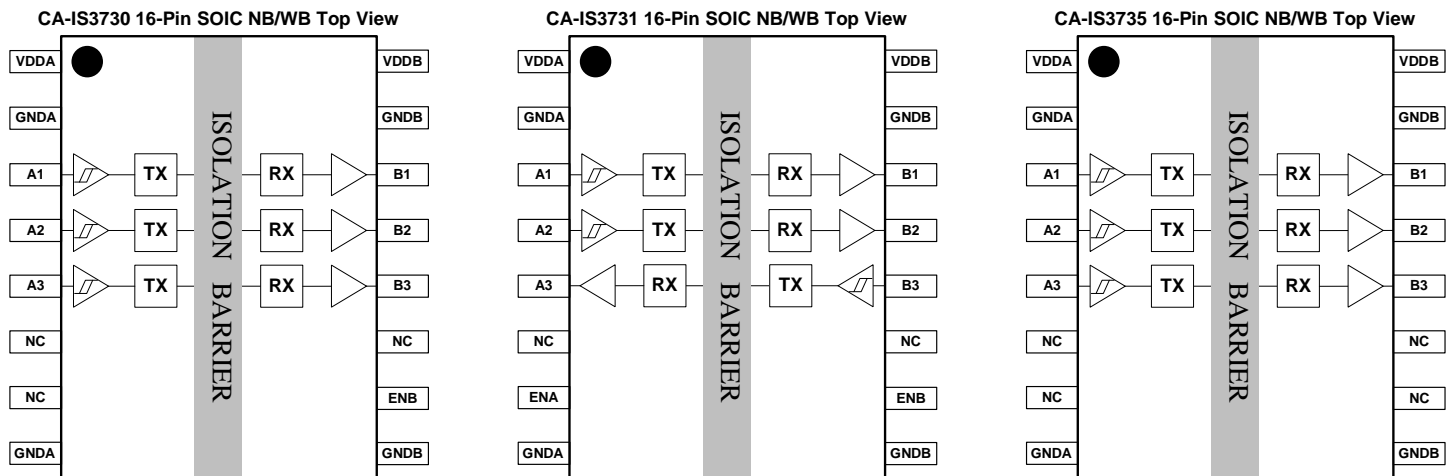 CA-IS3730 16-Pin SOIC NB/WB Top View
VDDA
VDDB
GNDA
GNDB
A1
TX
RX
B1
A2
TX
RX
B2
A3
TX
RX
B3
NC
NC
NC
ENB
GNDA
GNDB
ISOLATION BARRIER
CA-IS3731 16-Pin SOIC NB/WB Top View
VDDA
VDDB
GNDA
GNDB
A1
TX
RX
B1
A2
TX
RX
B2
A3
RX
TX
B3
NC
NC
ENA
ENB
GNDA
GNDB
ISOLATION BARRIER
CA-IS3735 16-Pin SOIC NB/WB Top View
VDDA
VDDB
GNDA
GNDB
A1
TX
RX
B1
A2
TX
RX
B2
A3
TX
RX
B3
NC
NC
NC
NC
GNDA
GNDB
ISOLATION BARRIER